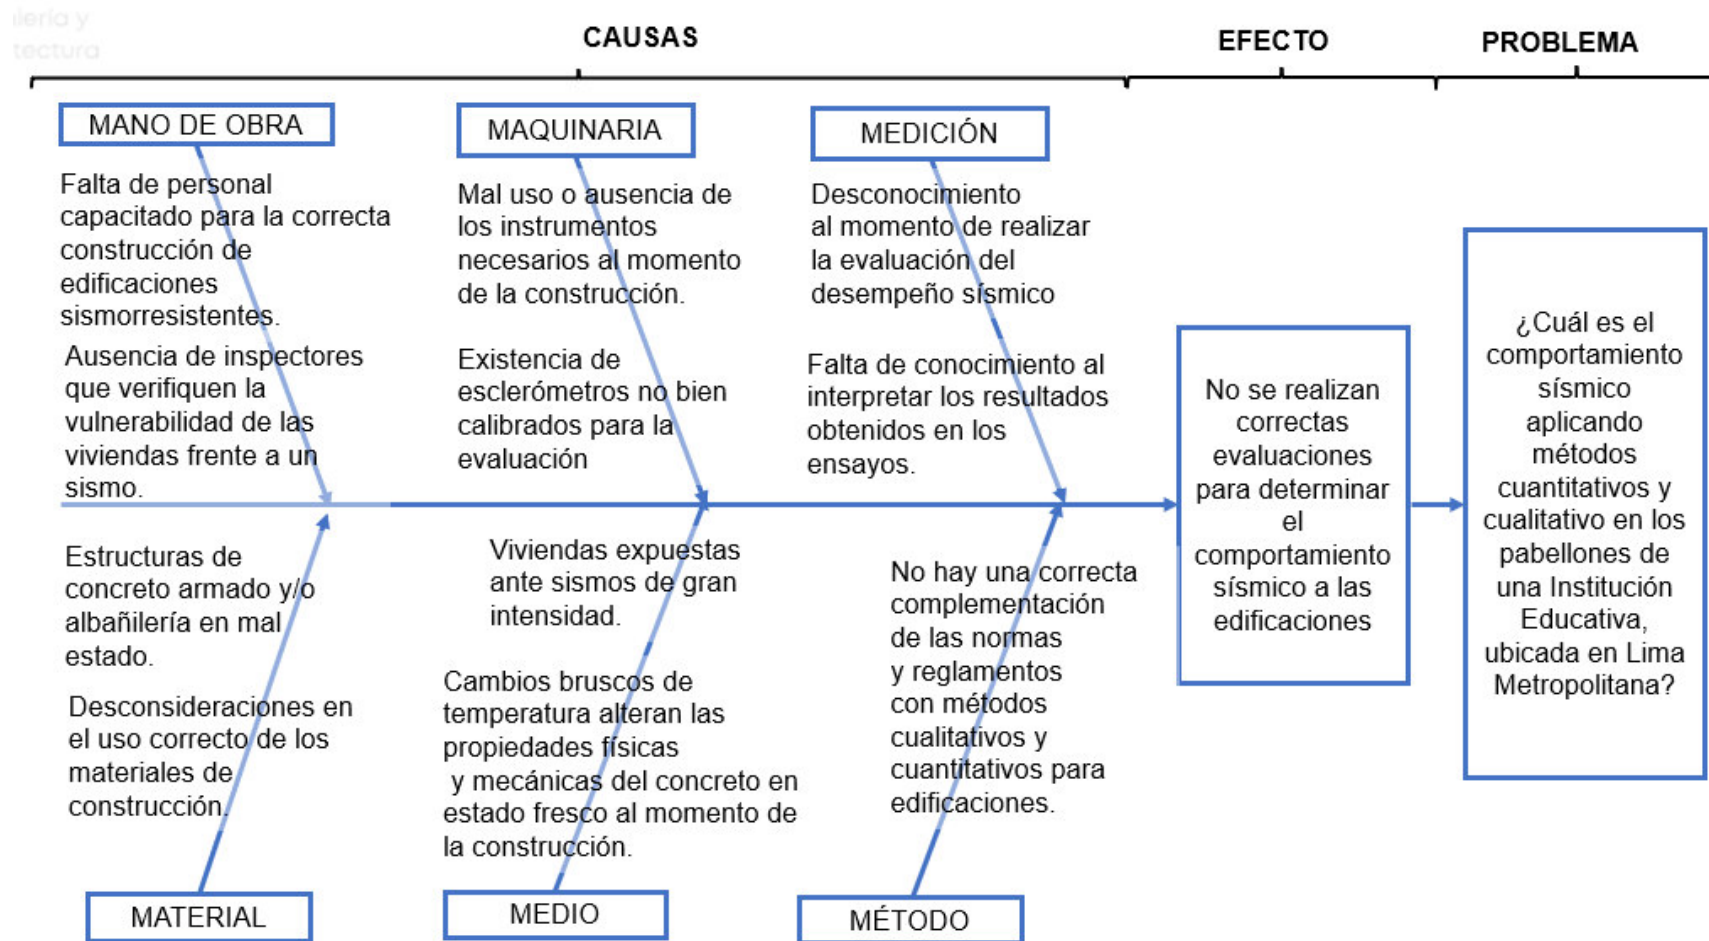 CAUSAS
EFECTO
PROBLEMA
MANO DE OBRA
Falta de personal
capacitado para la correcta
construcción de
edificaciones
sismorresistentes.
Ausencia de inspectores
que verifiquen la
vulnerabilidad de las
viviendas frente a un
sismo.
MAQUINARIA
Mal uso o ausencia de
los instrumentos
necesarios al momento
de la construcción.
Existencia de
esclerómetros no bien
calibrados para la
evaluación
MEDICIÓN
Desconocimiento
al momento de realizar
la evaluación del
desempeño sísmico
Falta de conocimiento al
interpretar los resultados
obtenidos en los
ensayos.
Estructuras de
concreto armado y/o
albañilería en mal
estado.
Desconsideraciones en
el uso correcto de los
materiales de
construcción.
MATERIAL
Viviendas expuestas
ante sismos de gran
intensidad.
Cambios bruscos de
temperatura alteran las
propiedades físicas
y mecánicas del concreto en
estado fresco al momento de
la construcción.
MEDIO
No hay una correcta
complementación
de las normas
y reglamentos
con métodos
cualitativos y
cuantitativos para
edificaciones.
MÉTODO
No se realizan
correctas
evaluaciones
para determinar
el
comportamiento
sísmico a las
edificaciones
¿Cuál es el
comportamiento
sísmico
aplicando
métodos
cuantitativos y
cualitativo en los
pabellones de
una Institución
Educativa,
ubicada en Lima
Metropolitana?